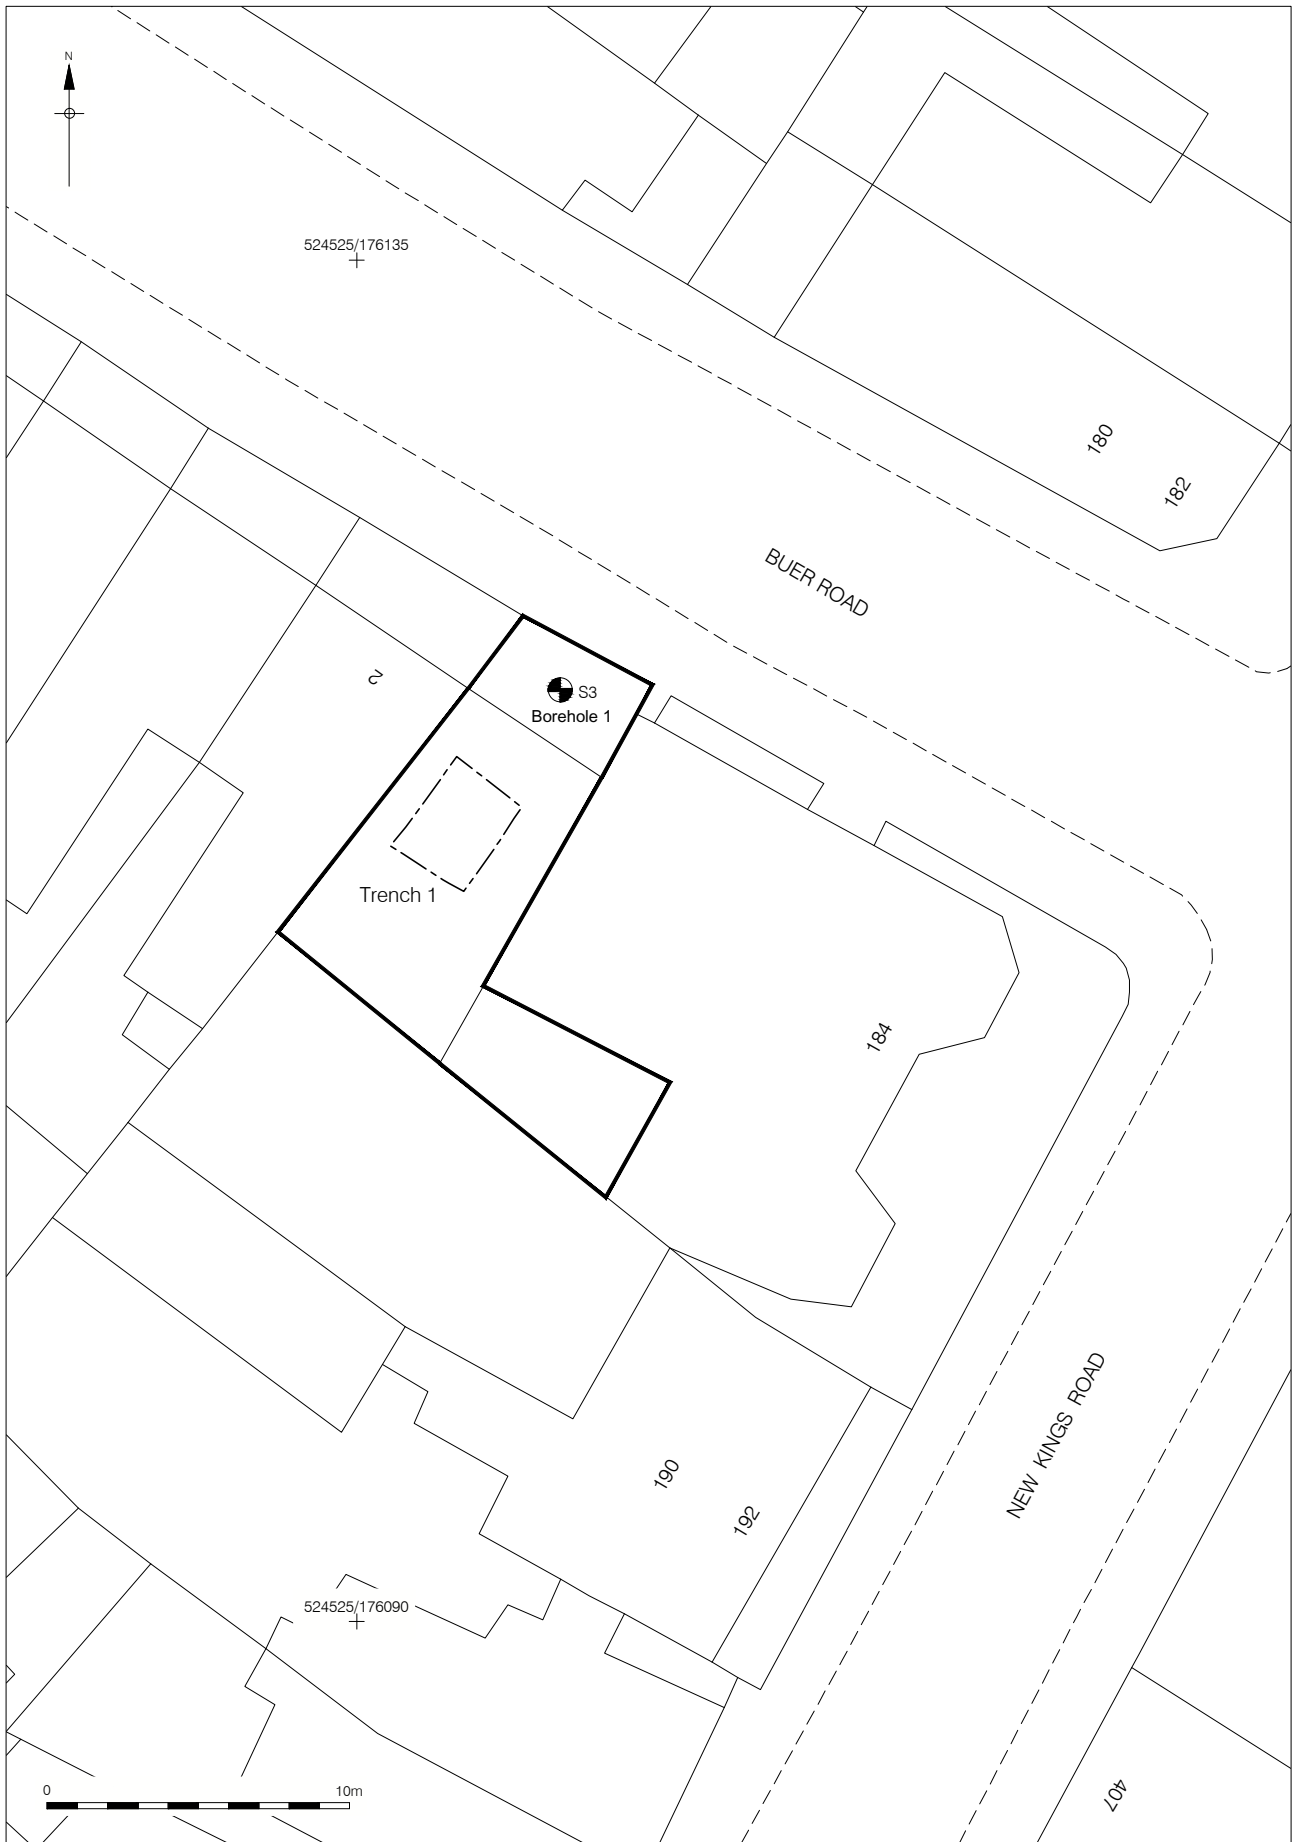 N
524525/176135
180
182
BUER ROAD
2
S3
Borehole 1
Trench 1
184
NEW KINGS ROAD
190
192
524525/176090
0 10m
407